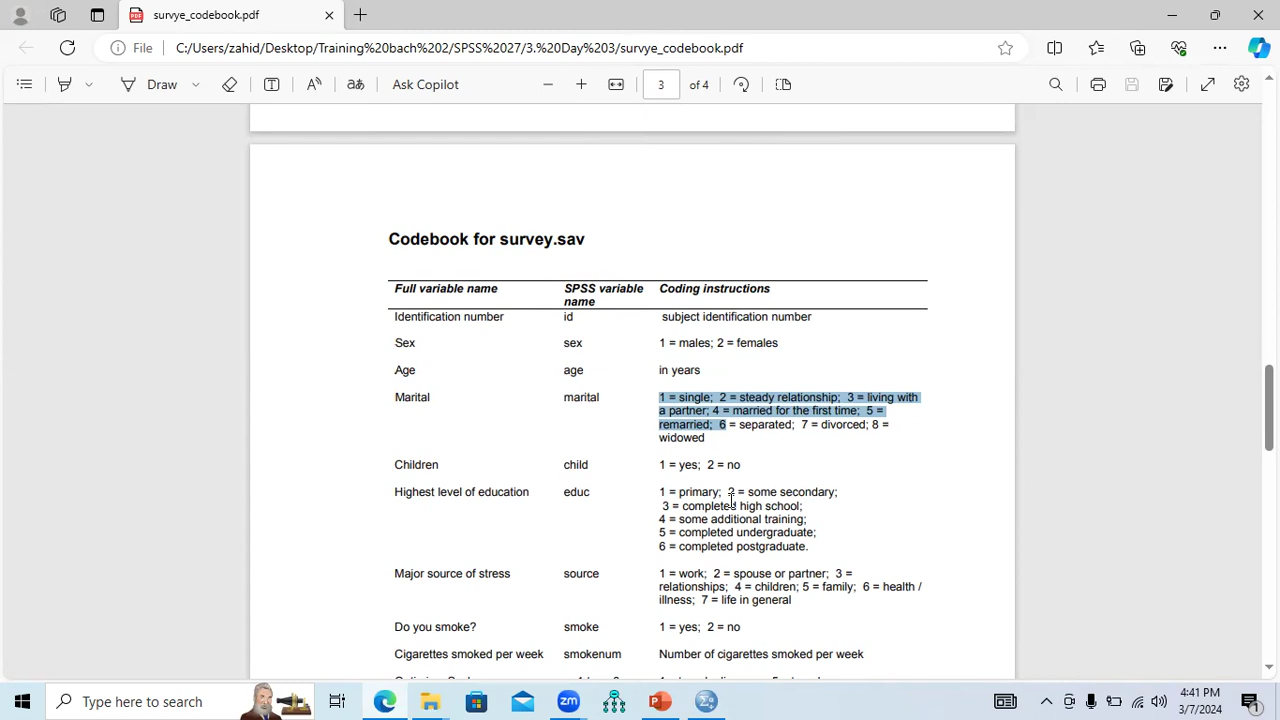 survye_codebook.pdf
File C:/Users/zahid/Desktop/Training%20bach%202/SPSS%2027/3.%20Day%203/survye_codebook.pdf
Draw Ask Copilot 3 of 4
Codebook for survey.sav
Full variable name SPSS variable name Coding instructions
Identification number id subject identification number
Sex sex 1 = males; 2 = females
Age age in years
Marital marital 1 = single; 2 = steady relationship; 3 = living with
a partner; 4 = married for the first time; 5 =
remarried; 6 = separated; 7 = divorced; 8 =
widowed
Children child 1 = yes; 2 = no
Highest level of education educ 1 = primary; 2 = some secondary;
3 = completed high school;
4 = some additional training;
5 = completed undergraduate;
6 = completed postgraduate.
Major source of stress source 1 = work; 2 = spouse or partner; 3 =
relationships; 4 = children; 5 = family; 6 = health /
illness; 7 = life in general
Do you smoke? smoke 1 = yes; 2 = no
Cigarettes smoked per week smokenum Number of cigarettes smoked per week
Type here to search
4:41 PM
3/7/2024